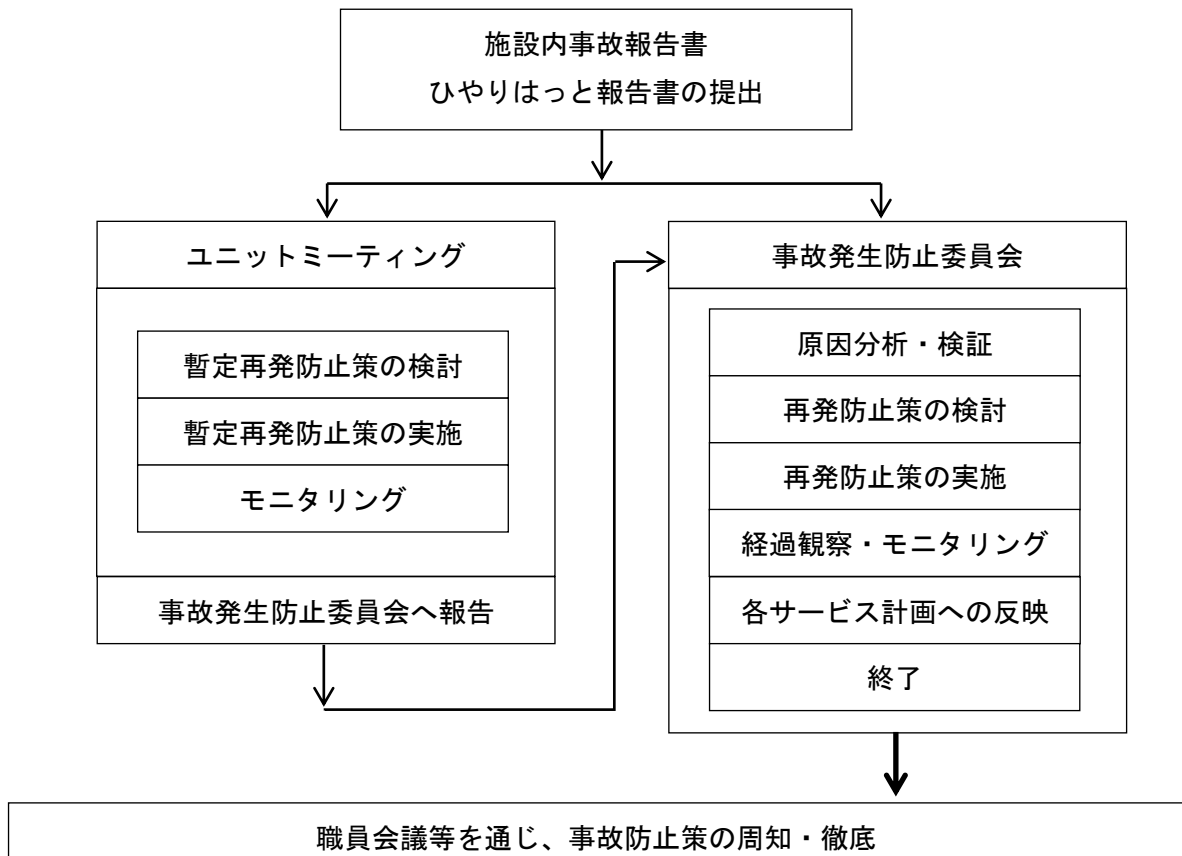 施設内事故報告書
ひやりはっと報告書の提出
ユニットミーティング
暫定再発防止策の検討
暫定再発防止策の実施
モニタリング
事故発生防止委員会へ報告
事故発生防止委員会
原因分析・検証
再発防止策の検討
再発防止策の実施
経過観察・モニタリング
各サービス計画への反映
終了
職員会議等を通じ、事故防止策の周知・徹底